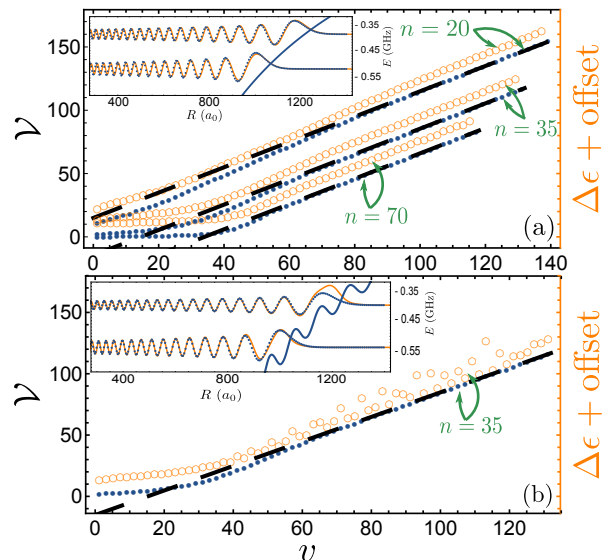 150
100
50
0
𝒱
0 20 40 60 80 100 120 140
n = 20
n = 35
n = 70
(a)
Δϵ + offset
400 800 1200
R (a₀)
- 0.35
- 0.45
- 0.55
E (GHz)
150
100
50
0
𝒱
0 20 40 60 80 100 120
v
n = 35
(b)
Δϵ + offset
400 800 1200
R (a₀)
- 0.35
- 0.45
- 0.55
E (GHz)